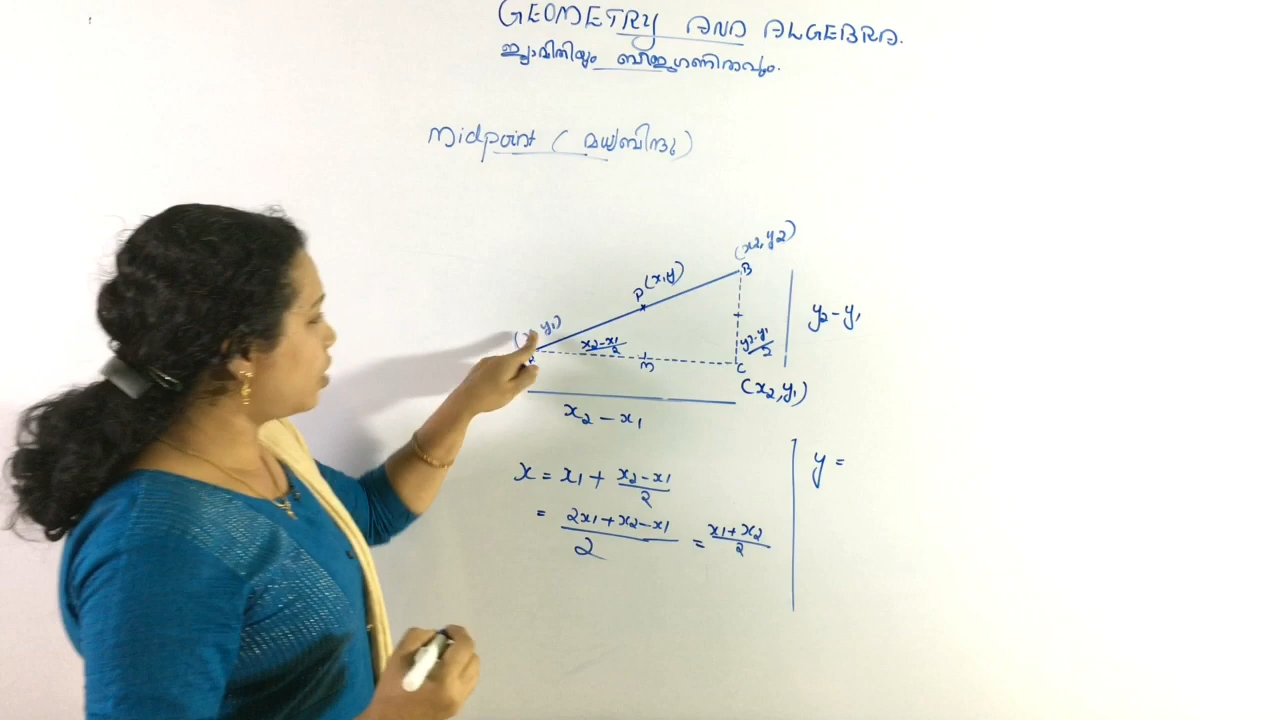 GEOMETRY AND ALGEBRA.
ജ്യാമിതിയും ബീജഗണിതവും.
Midpoint ( മധ്യബിന്ദു )
(x2, y2)
B
P (x, y)
y1)
x2-x1/2
M
y2-y1/2
C
(x2, y1)
y2 - y1
x2 - x1
x = x1 + x2-x1/2
= 2x1+x2-x1/2 = x1+x2/2
y =